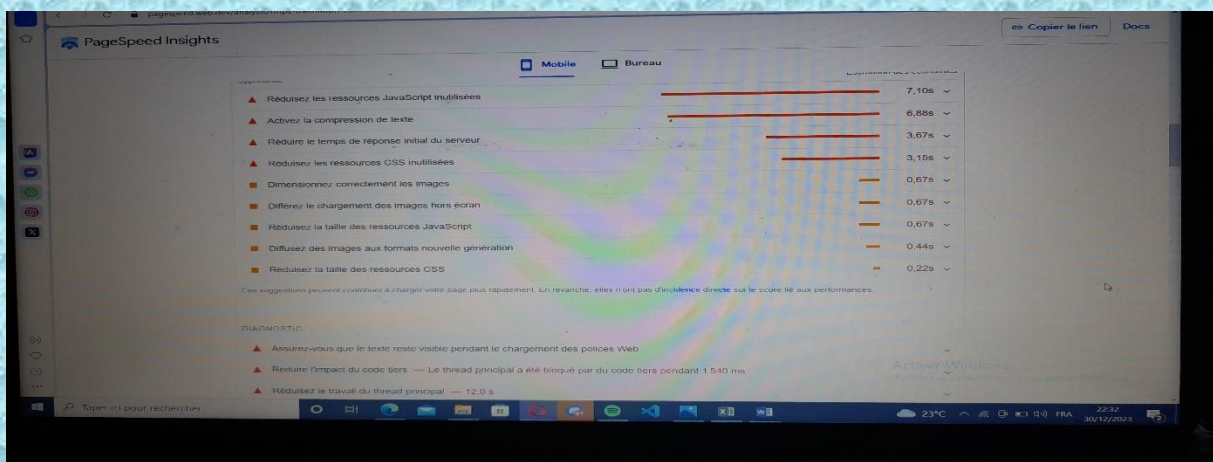 pagespeed.web.dev/analysis/https-
PageSpeed Insights
Copier le lien Docs
Mobile Bureau
Estimation des économies
Réduisez les ressources JavaScript inutilisées 7,10s
Activez la compression de texte 6,88s
Réduire le temps de réponse initial du serveur 3,67s
Réduisez les ressources CSS inutilisées 3,15s
Dimensionnez correctement les images 0,67s
Différez le chargement des images hors écran 0,67s
Réduisez la taille des ressources JavaScript 0,67s
Diffusez des images aux formats nouvelle génération 0,44s
Réduisez la taille des ressources CSS 0,22s
Ces suggestions peuvent contribuer à charger votre page plus rapidement. En revanche, elles n'ont pas d'incidence directe sur le score lié aux performances.
DIAGNOSTIC
Assurez-vous que le texte reste visible pendant le chargement des polices Web
Réduire l'impact du code tiers — Le thread principal a été bloqué par du code tiers pendant 1 540 ms
Réduisez le travail du thread principal — 12,0 s
Activer Windows
Taper ici pour rechercher
23°C FRA 22:32
30/12/2023